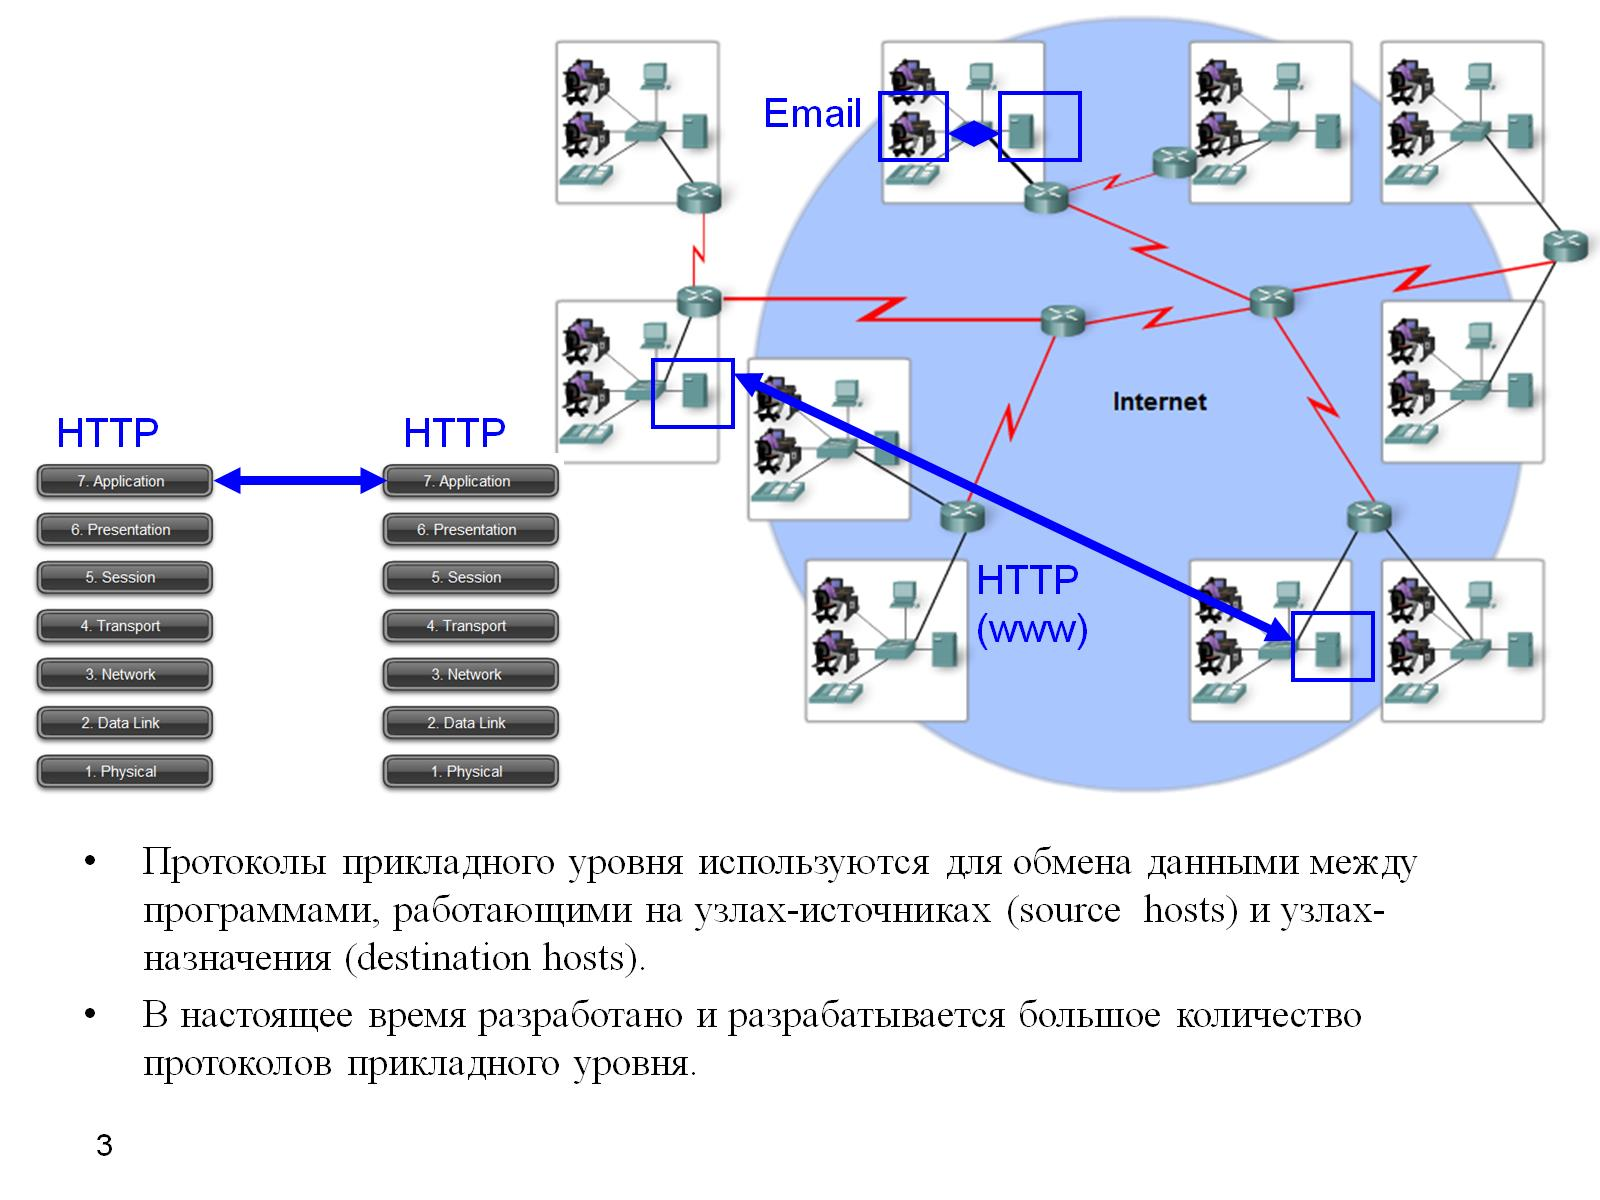 Email
Internet
HTTP
(www)
HTTP
HTTP
7. Application
7. Application
6. Presentation
6. Presentation
5. Session
5. Session
4. Transport
4. Transport
3. Network
3. Network
2. Data Link
2. Data Link
1. Physical
1. Physical
• Протоколы прикладного уровня используются для обмена данными между
программами, работающими на узлах-источниках (source hosts) и узлах-
назначения (destination hosts).
• В настоящее время разработано и разрабатывается большое количество
протоколов прикладного уровня.
3